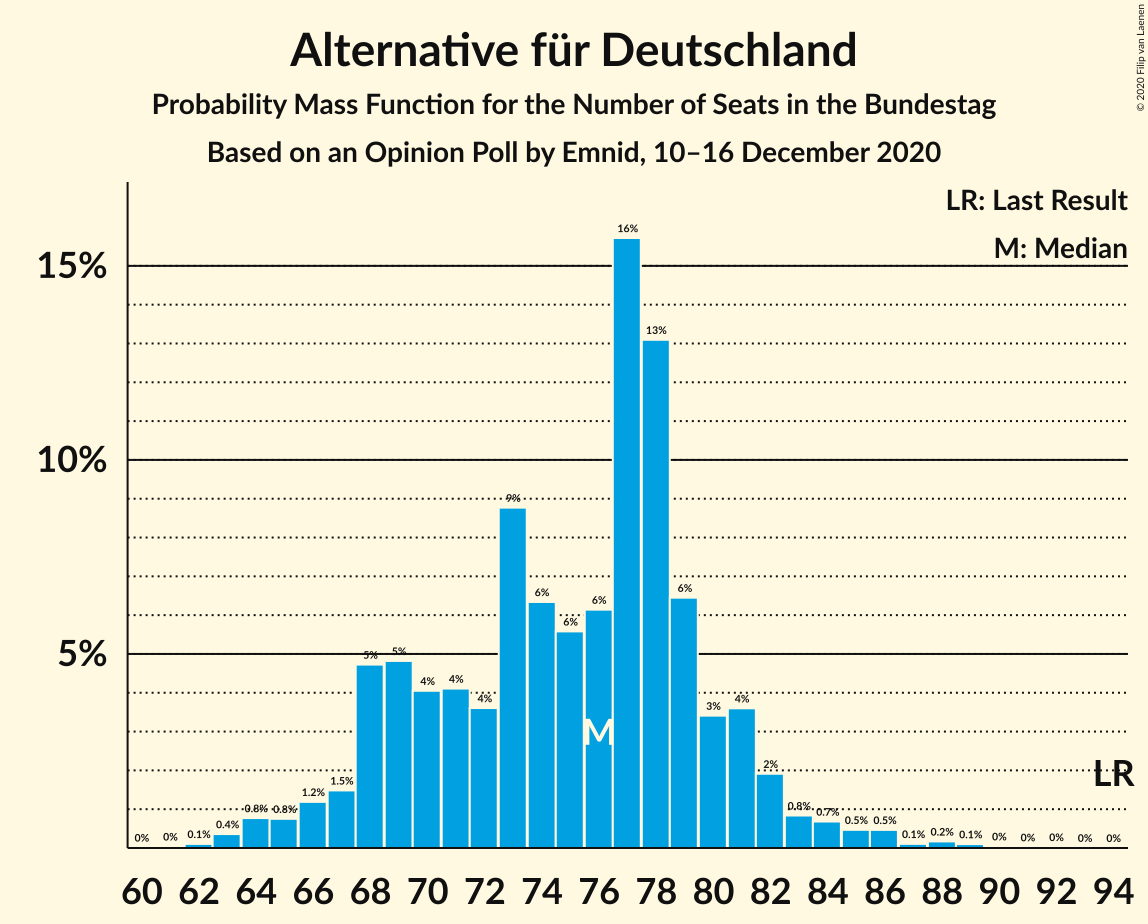 Alternative für Deutschland
Probability Mass Function for the Number of Seats in the Bundestag
Based on an Opinion Poll by Emnid, 10–16 December 2020
© 2020 Filip van Laenen
LR: Last Result
M: Median
15%
10%
5%
0% 0% 0.1% 0.4% 0.8% 0.8% 1.2% 1.5% 5% 5% 4% 4% 4% 9% 6% 6% 6% 16% 13% 6% 3% 4% 2% 0.8% 0.7% 0.5% 0.5% 0.1% 0.2% 0.1% 0% 0% 0% 0% 0%
M
LR
60 62 64 66 68 70 72 74 76 78 80 82 84 86 88 90 92 94